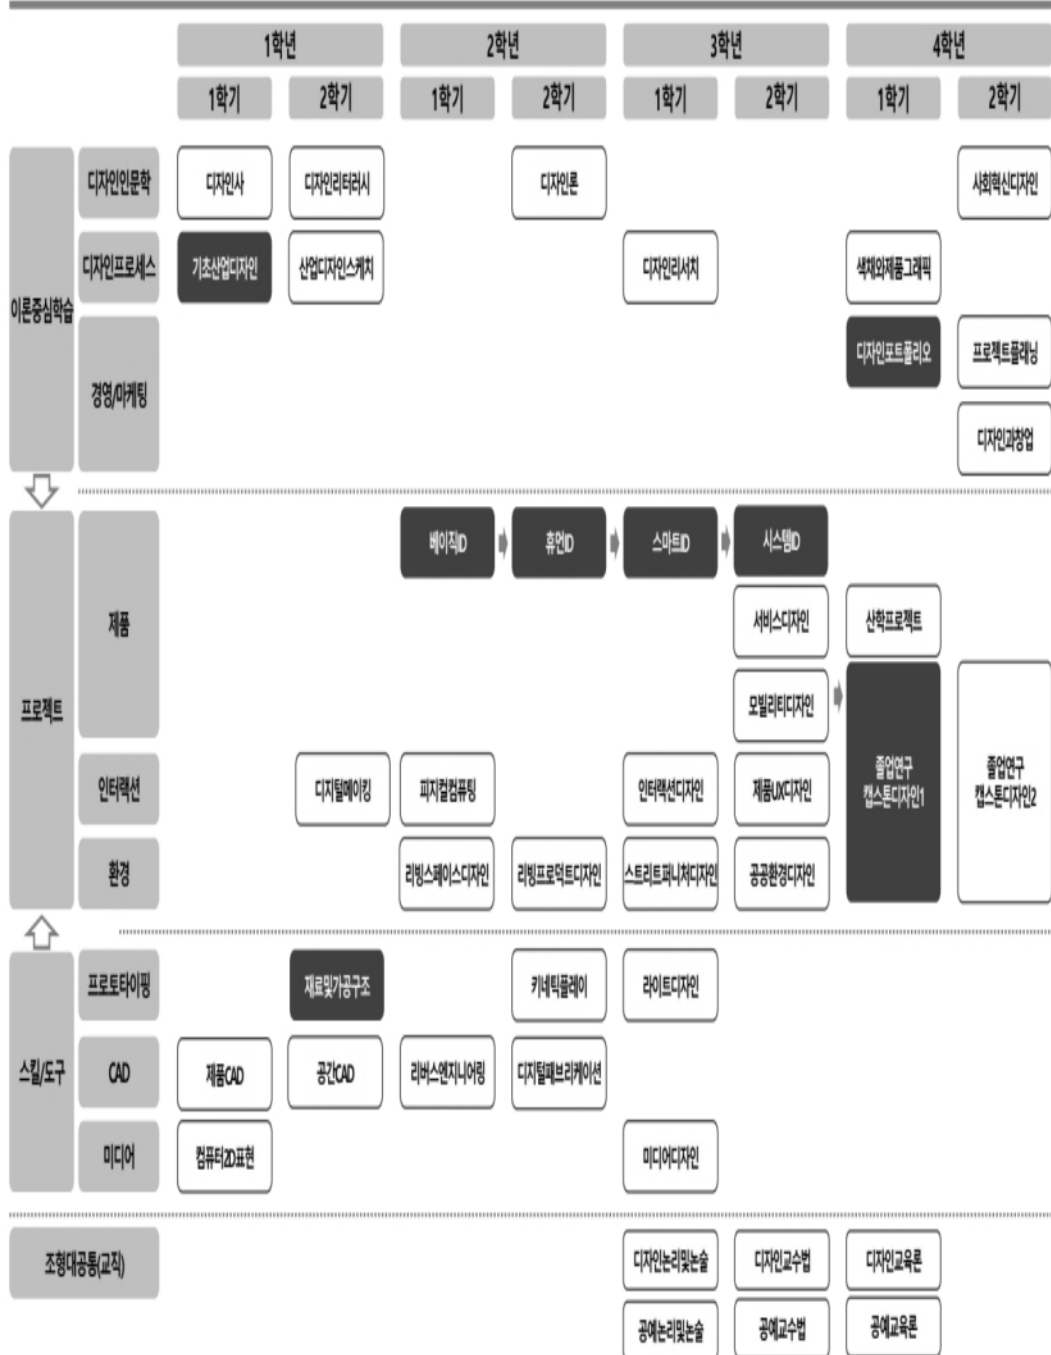 1학년 2학년 3학년 4학년
1학기 2학기 1학기 2학기 1학기 2학기 1학기 2학기
이론중심학습
디자인인문학 디자인사 디자인리터러시 디자인론 사회혁신디자인
디자인프로세스 기초산업디자인 산업디자인스케치 디자인리서치 색채와제품그래픽
경영/마케팅 디자인포트폴리오 프로젝트플래닝
디자인과창업
프로젝트
제품 베이직ID 휴먼ID 스마트ID 시스템ID
서비스디자인 산학프로젝트
모빌리티디자인
인터랙션 디지털메이킹 피지컬컴퓨팅 인터랙션디자인 제품UX디자인
졸업연구
캡스톤디자인1
졸업연구
캡스톤디자인2
환경 리빙스페이스디자인 리빙프로덕트디자인 스트리트퍼니처디자인 공공환경디자인
스킬/도구
프로토타이핑 재료및가공구조 키네틱플레이 라이트디자인
CAD 제품CAD 공간CAD 리버스엔지니어링 디지털패브리케이션
미디어 컴퓨터2D표현 미디어디자인
조형대공통(교직) 디자인논리및논술 디자인교수법 디자인교육론
공예논리및논술 공예교수법 공예교육론